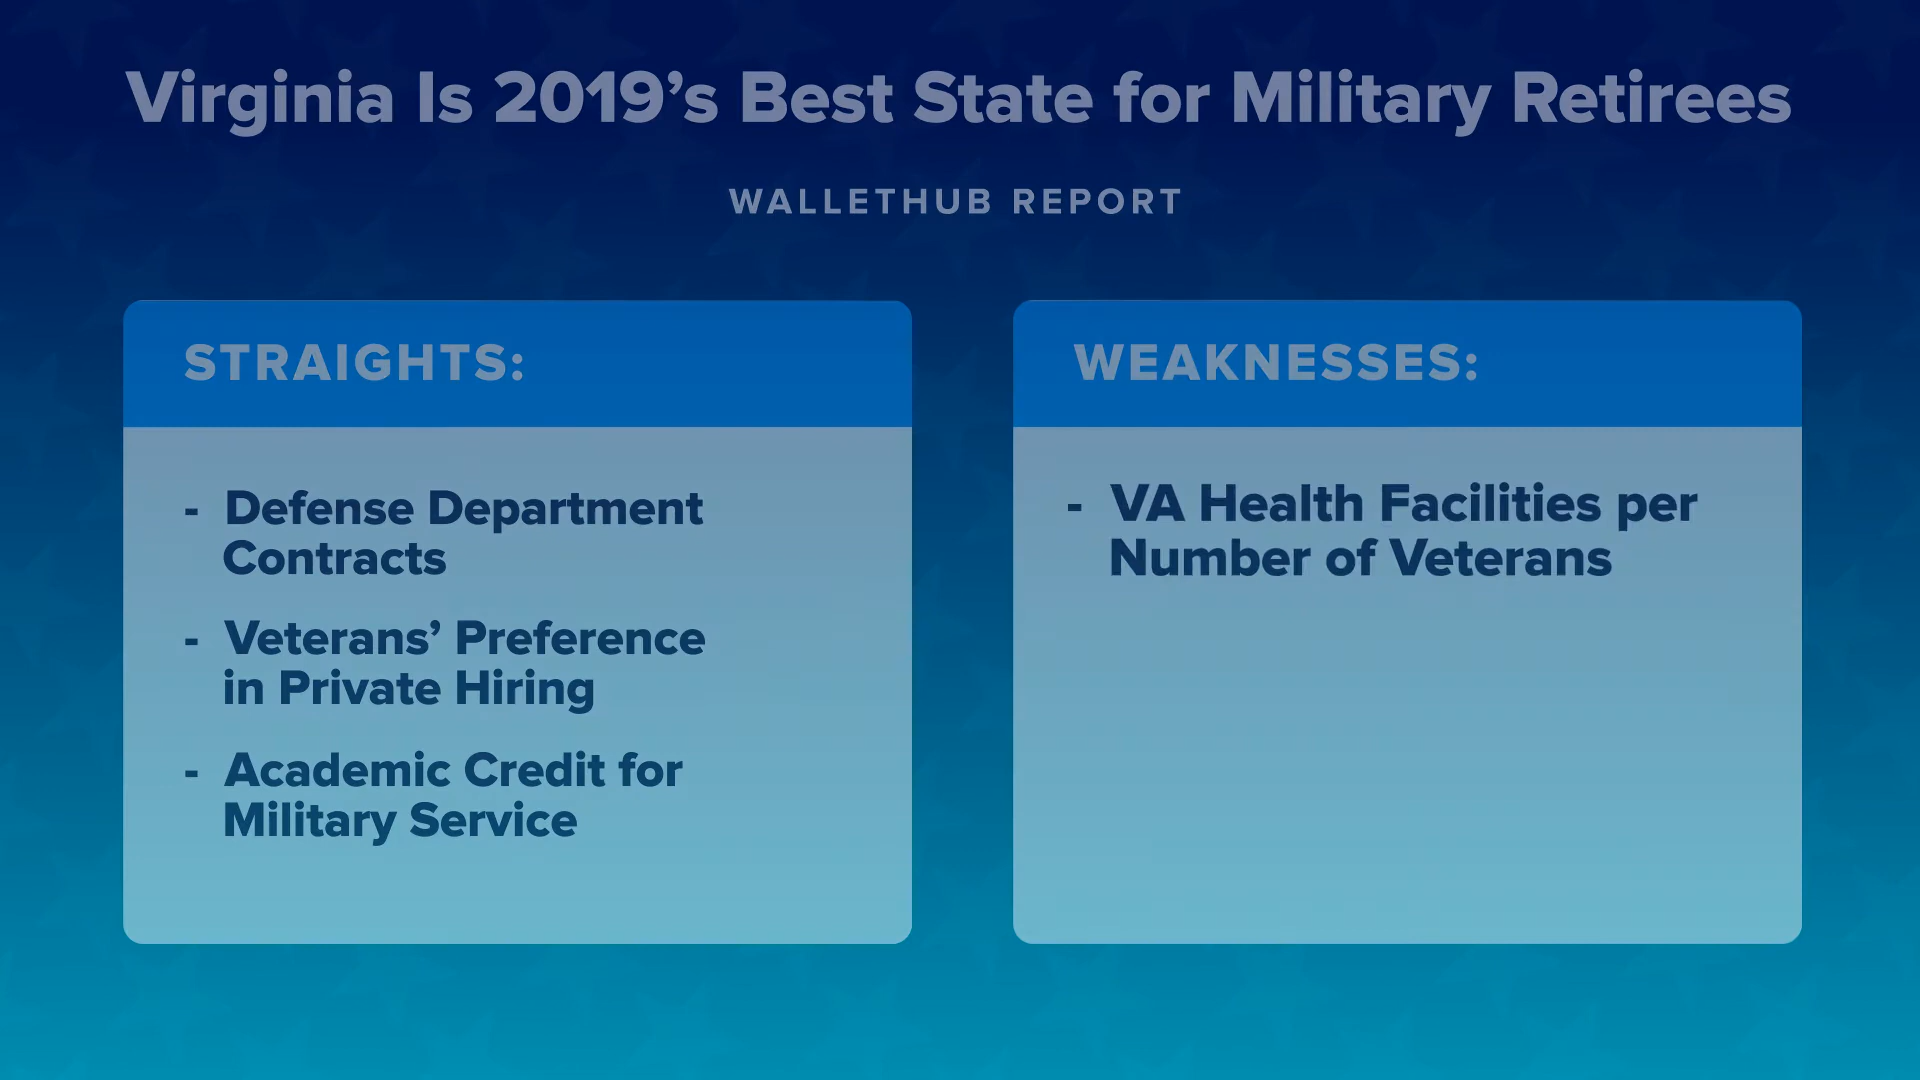 Virginia Is 2019’s Best State for Military Retirees
WALLETHUB REPORT
STRAIGHTS:
- Defense Department
Contracts
- Veterans’ Preference
in Private Hiring
- Academic Credit for
Military Service
WEAKNESSES:
- VA Health Facilities per
Number of Veterans